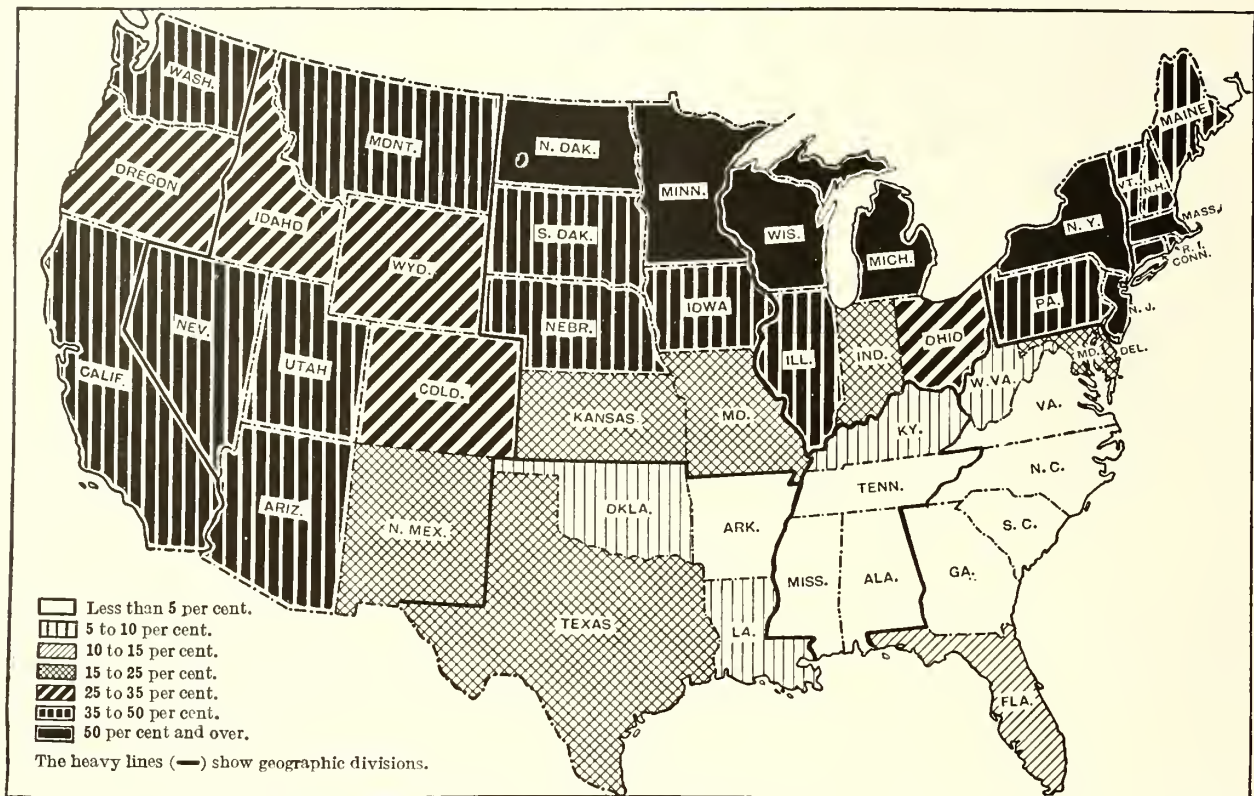 WASH.
MONT.
N. DAK.
MINN.
MAINE
OREGON
IDAHO
S. DAK.
WIS.
MICH.
VT.
N.H.
N. Y.
MASS.
R. I.
CONN.
WYO.
NEBR.
IOWA
PA.
N. J.
NEV.
UTAH
ILL.
IND.
OHIO
MD.
DEL.
CALIF.
COLO.
KANSAS.
MO.
W. VA.
VA.
KY.
N. C.
ARIZ.
N. MEX.
OKLA.
ARK.
TENN.
S. C.
MISS.
ALA.
GA.
TEXAS
LA.
FLA.
Less than 5 per cent.
5 to 10 per cent.
10 to 15 per cent.
15 to 25 per cent.
25 to 35 per cent.
35 to 50 per cent.
50 per cent and over.
The heavy lines (—) show geographic divisions.